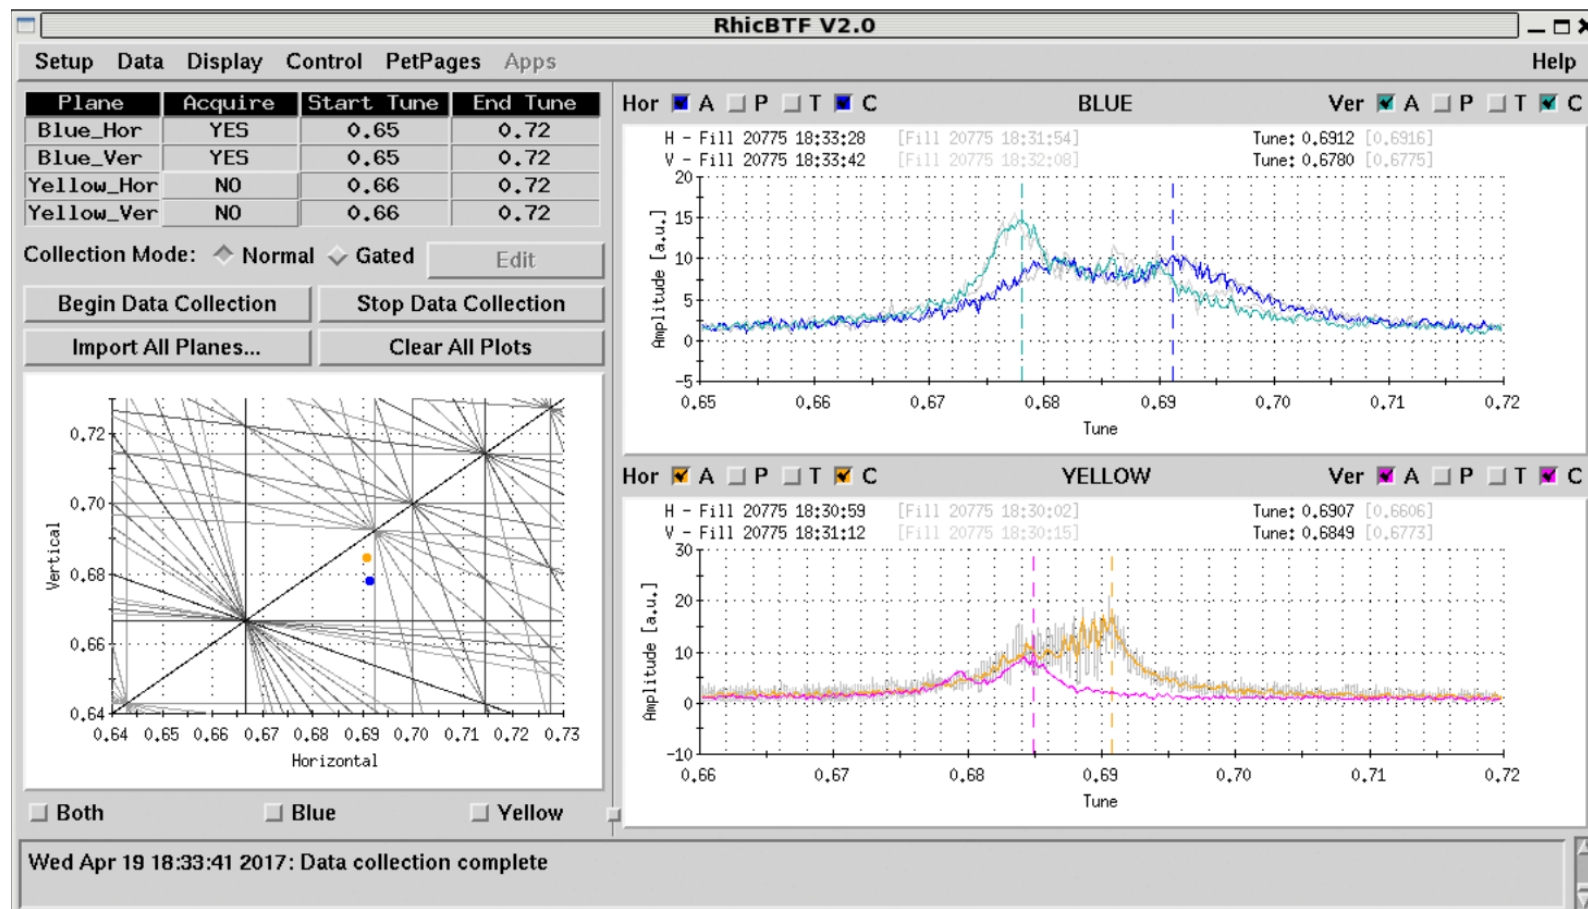 RhicBTF V2.0
Setup Data Display Control PetPages Apps Help
Plane Acquire Start Tune End Tune
Blue_Hor YES 0.65 0.72
Blue_Ver YES 0.65 0.72
Yellow_Hor NO 0.66 0.72
Yellow_Ver NO 0.66 0.72
Collection Mode: Normal Gated Edit
Begin Data Collection Stop Data Collection
Import All Planes... Clear All Plots
0.72
0.70
0.68
0.66
0.64
Vertical
0.64 0.65 0.66 0.67 0.68 0.69 0.70 0.71 0.72 0.73
Horizontal
Both Blue Yellow
Hor A P T C BLUE Ver A P T C
H - Fill 20775 18:33:28 [Fill 20775 18:31:54] Tune: 0.6912 [0.6916]
V - Fill 20775 18:33:42 [Fill 20775 18:32:08] Tune: 0.6780 [0.6775]
20
15
10
5
0
-5
Amplitude [a.u.]
0.65 0.66 0.67 0.68 0.69 0.70 0.71 0.72
Tune
Hor A P T C YELLOW Ver A P T C
H - Fill 20775 18:30:59 [Fill 20775 18:30:02] Tune: 0.6907 [0.6606]
V - Fill 20775 18:31:12 [Fill 20775 18:30:15] Tune: 0.6849 [0.6773]
30
20
10
0
-10
Amplitude [a.u.]
0.66 0.67 0.68 0.69 0.70 0.71 0.72
Tune
Wed Apr 19 18:33:41 2017: Data collection complete